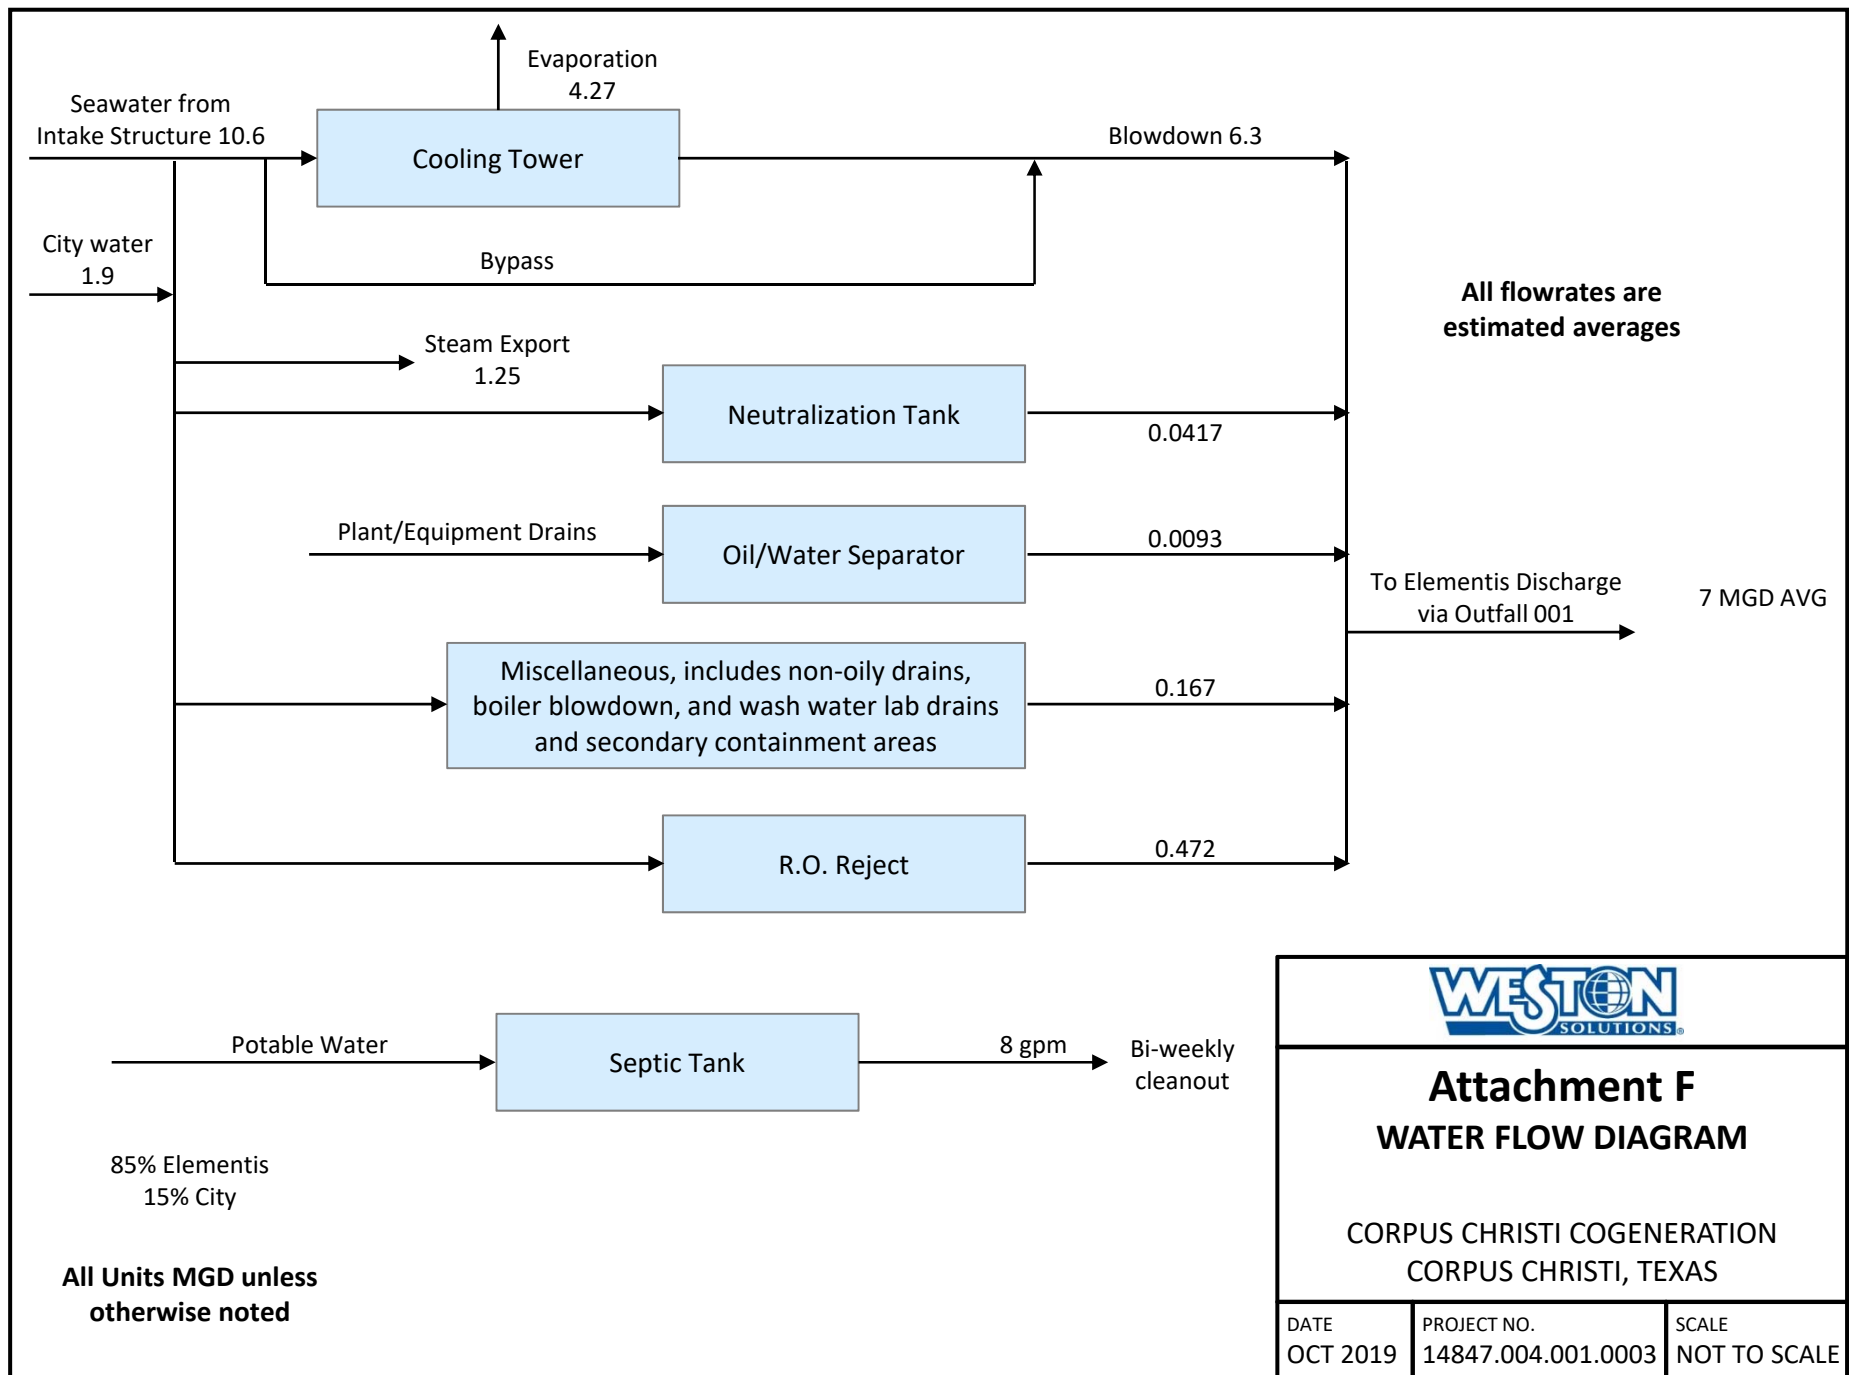 Evaporation
4.27
Seawater from
Intake Structure 10.6
Cooling Tower
Blowdown 6.3
City water
1.9
Bypass
All flowrates are
estimated averages
Steam Export
1.25
Neutralization Tank
0.0417
Plant/Equipment Drains
Oil/Water Separator
0.0093
To Elementis Discharge
via Outfall 001
7 MGD AVG
Miscellaneous, includes non-oily drains,
boiler blowdown, and wash water lab drains
and secondary containment areas
0.167
R.O. Reject
0.472
Potable Water
Septic Tank
8 gpm
Bi-weekly
cleanout
85% Elementis
15% City
All Units MGD unless
otherwise noted
WESTON
SOLUTIONS®
Attachment F
WATER FLOW DIAGRAM
CORPUS CHRISTI COGENERATION
CORPUS CHRISTI, TEXAS
DATE
OCT 2019
PROJECT NO.
14847.004.001.0003
SCALE
NOT TO SCALE